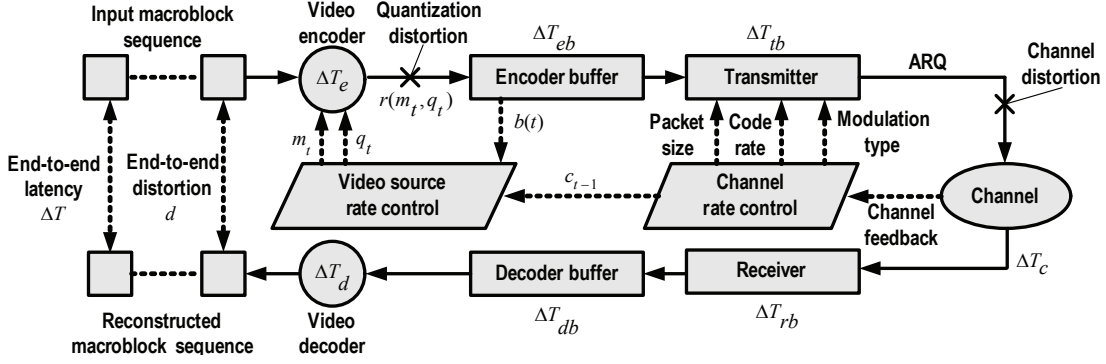 Input macroblock
sequence
Video
encoder
Quantization
distortion
ΔT_eb
ΔT_tb
ΔT_e
Encoder buffer
Transmitter
ARQ
Channel
distortion
r(m_t, q_t)
m_t
q_t
b(t)
Packet
size
Code
rate
Modulation
type
End-to-end
latency
ΔT
End-to-end
distortion
d
Video source
rate control
c_{t-1}
Channel
rate control
Channel
Channel
feedback
ΔT_d
Decoder buffer
Receiver
ΔT_c
Reconstructed
macroblock sequence
Video
decoder
ΔT_db
ΔT_rb